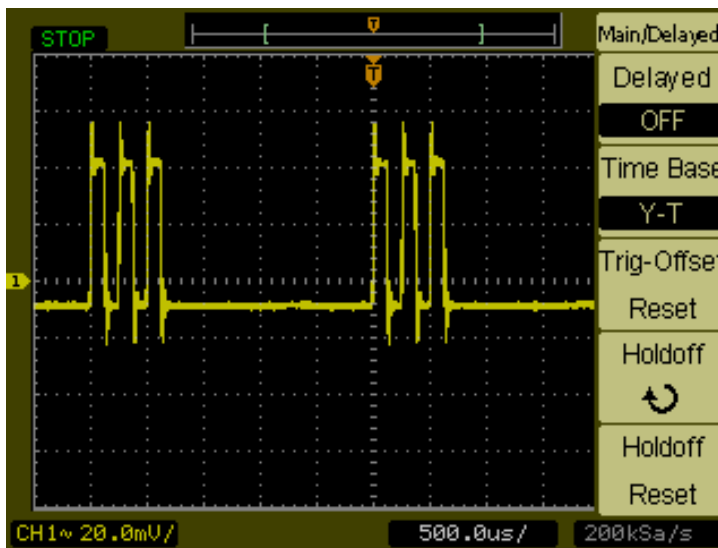 STOP
T
T
1
Main/Delayed
Delayed
OFF
Time Base
Y-T
Trig-Offset
Reset
Holdoff
Holdoff
Reset
CH1~ 20.0mV/
500.0us/
200kSa/s